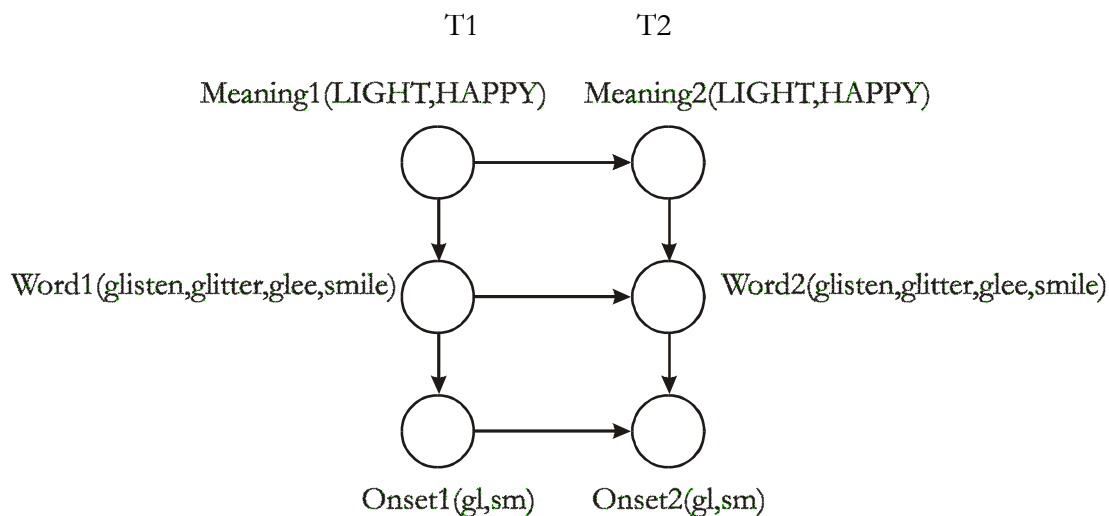 T1 T2
Meaning1(LIGHT,HAPPY) Meaning2(LIGHT,HAPPY)
Word1(glisten,glitter,glee,smile) Word2(glisten,glitter,glee,smile)
Onset1(gl,sm) Onset2(gl,sm)